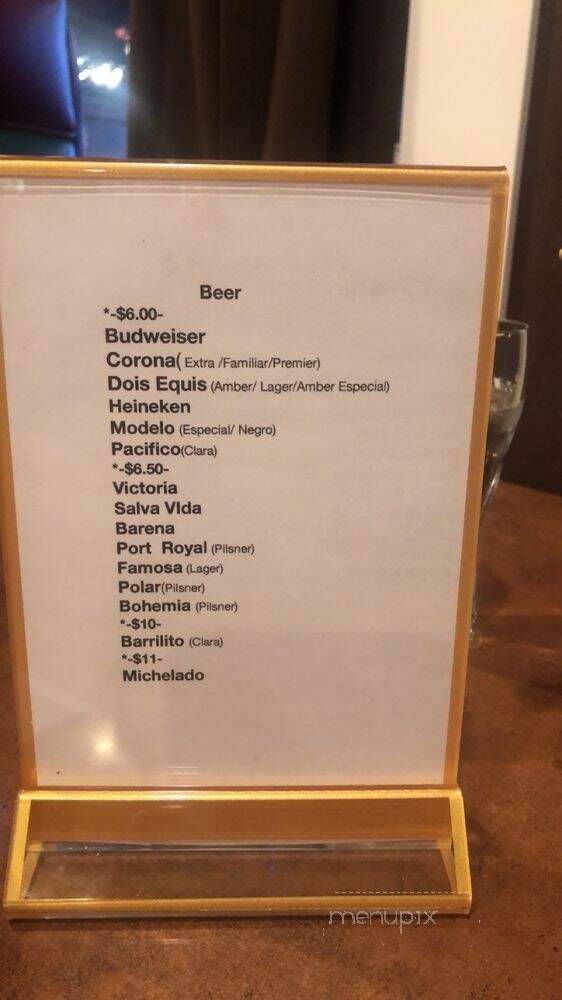 Beer
*-$6.00-
Budweiser
Corona( Extra /Familiar/Premier)
Dois Equis (Amber/ Lager/Amber Especial)
Heineken
Modelo (Especial/ Negro)
Pacifico(Clara)
*-$6.50-
Victoria
Salva VIda
Barena
Port Royal (Pilsner)
Famosa (Lager)
Polar(Pilsner)
Bohemia (Pilsner)
*-$10-
Barrilito (Clara)
*-$11-
Michelado
menupix